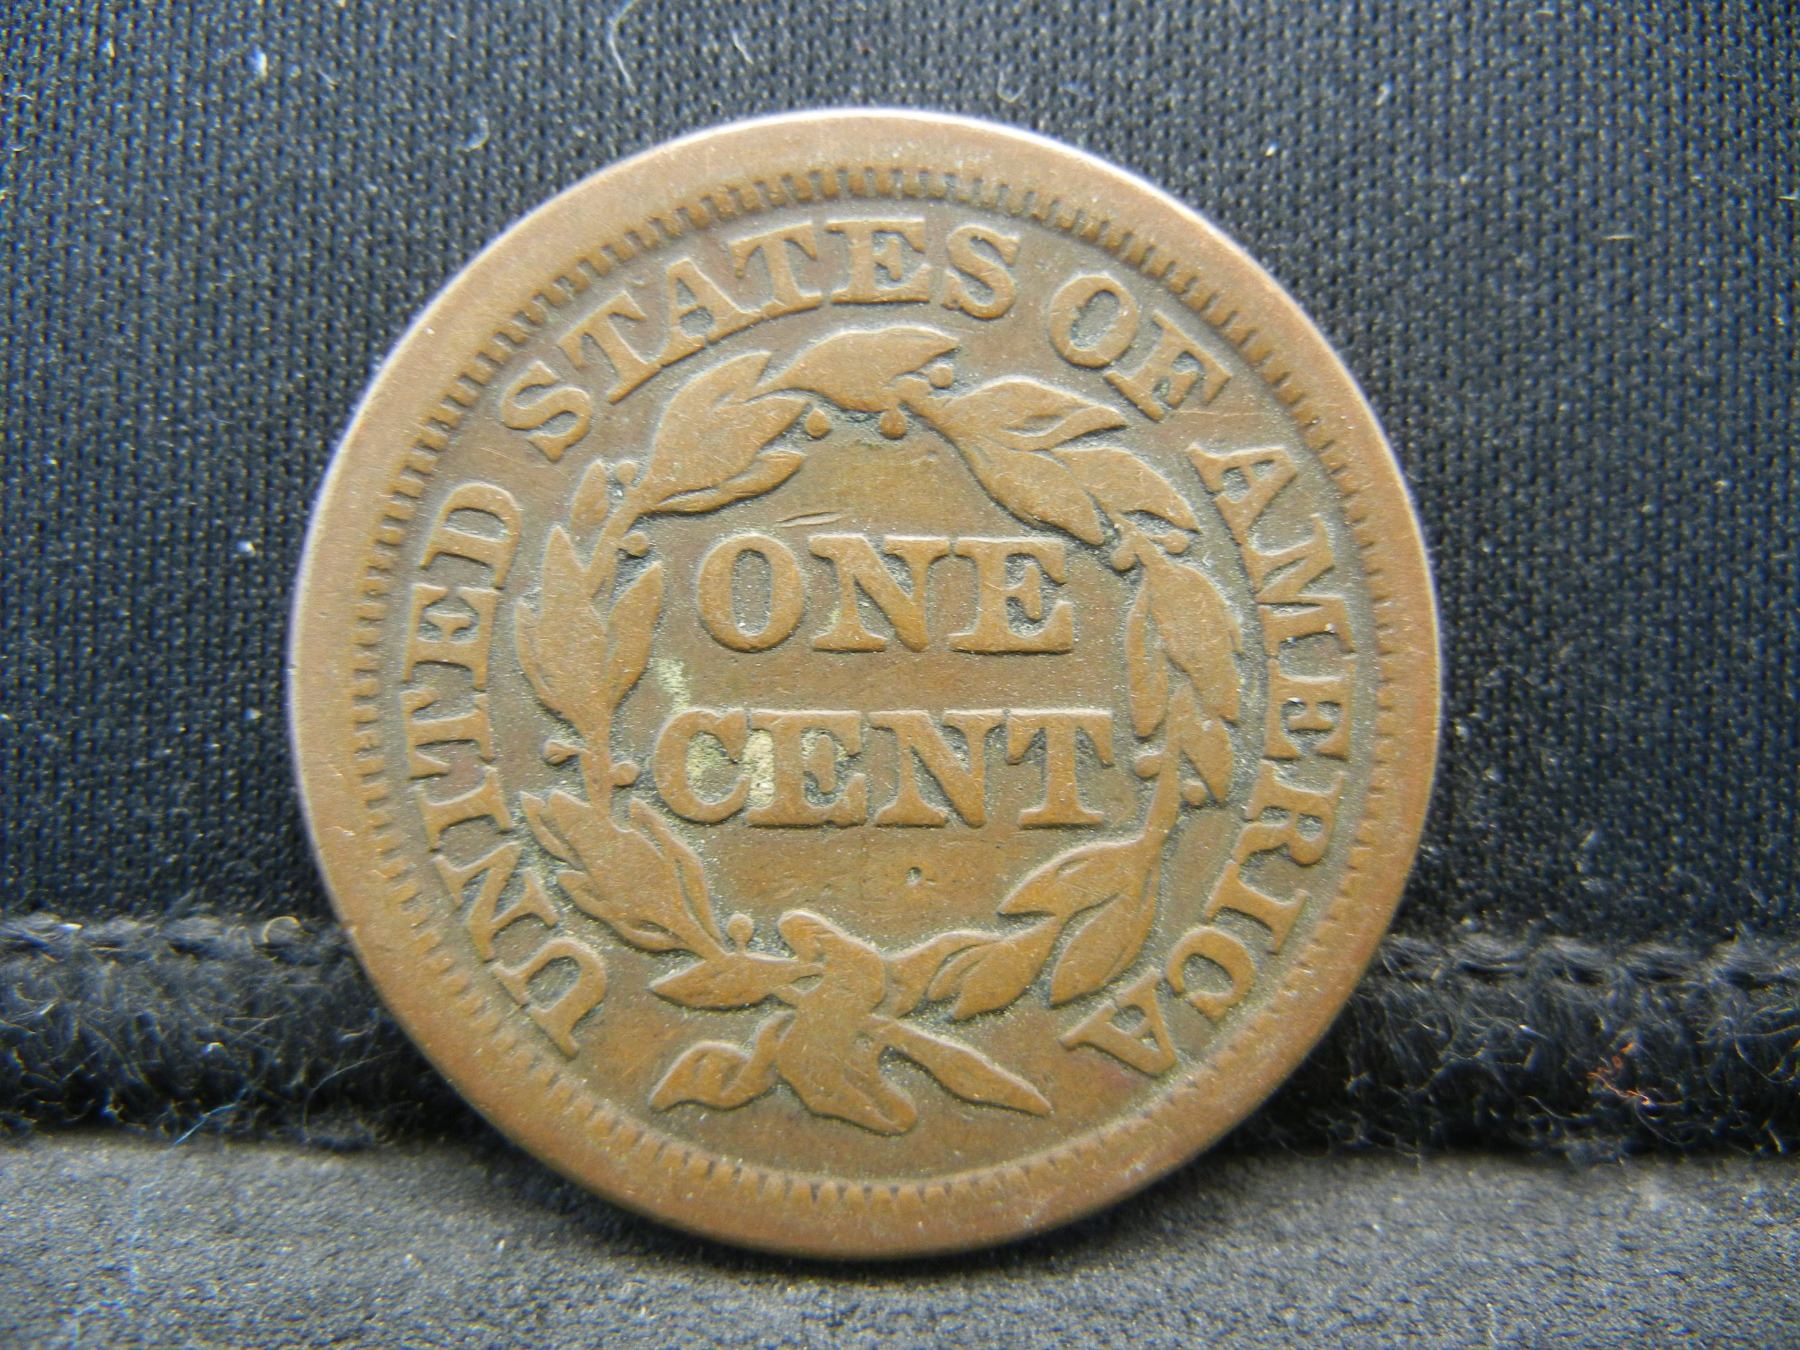 UNITED STATES OF AMERICA
ONE
CENT